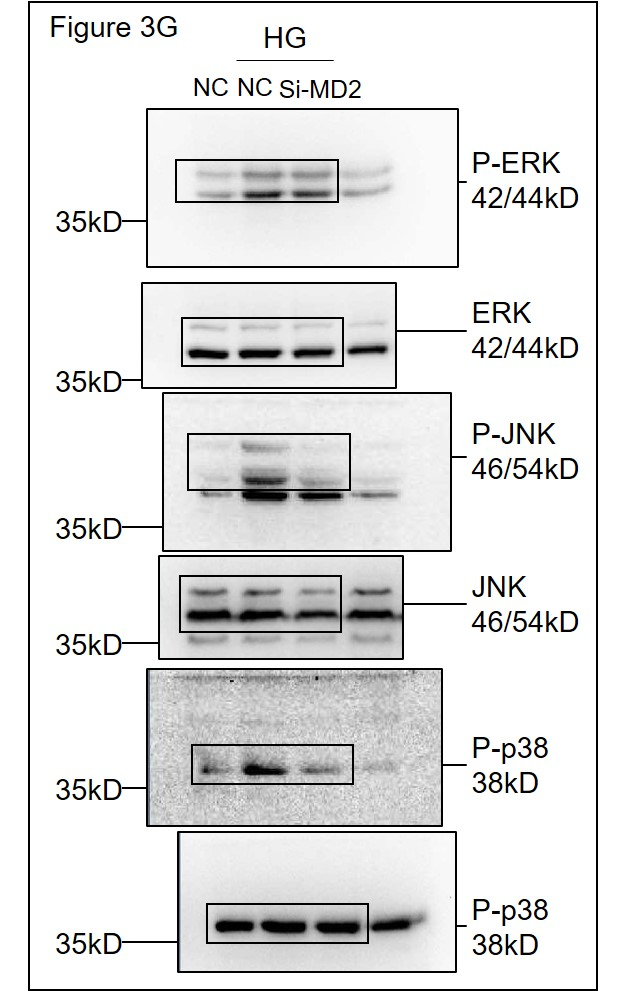 Figure 3G
HG
NC NC Si-MD2
P-ERK
42/44kD
35kD
ERK
42/44kD
35kD
P-JNK
46/54kD
35kD
JNK
46/54kD
35kD
P-p38
38kD
35kD
P-p38
38kD
35kD